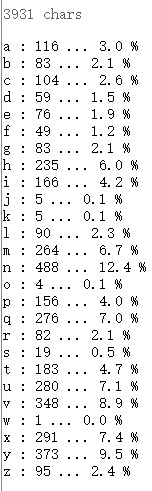 3931 chars
a : 116 ... 3.0 %
b : 83 ... 2.1 %
c : 104 ... 2.6 %
d : 59 ... 1.5 %
e : 76 ... 1.9 %
f : 49 ... 1.2 %
g : 83 ... 2.1 %
h : 235 ... 6.0 %
i : 166 ... 4.2 %
j : 5 ... 0.1 %
k : 5 ... 0.1 %
l : 90 ... 2.3 %
m : 264 ... 6.7 %
n : 488 ... 12.4 %
o : 4 ... 0.1 %
p : 156 ... 4.0 %
q : 276 ... 7.0 %
r : 82 ... 2.1 %
s : 19 ... 0.5 %
t : 183 ... 4.7 %
u : 280 ... 7.1 %
v : 348 ... 8.9 %
w : 1 ... 0.0 %
x : 291 ... 7.4 %
y : 373 ... 9.5 %
z : 95 ... 2.4 %